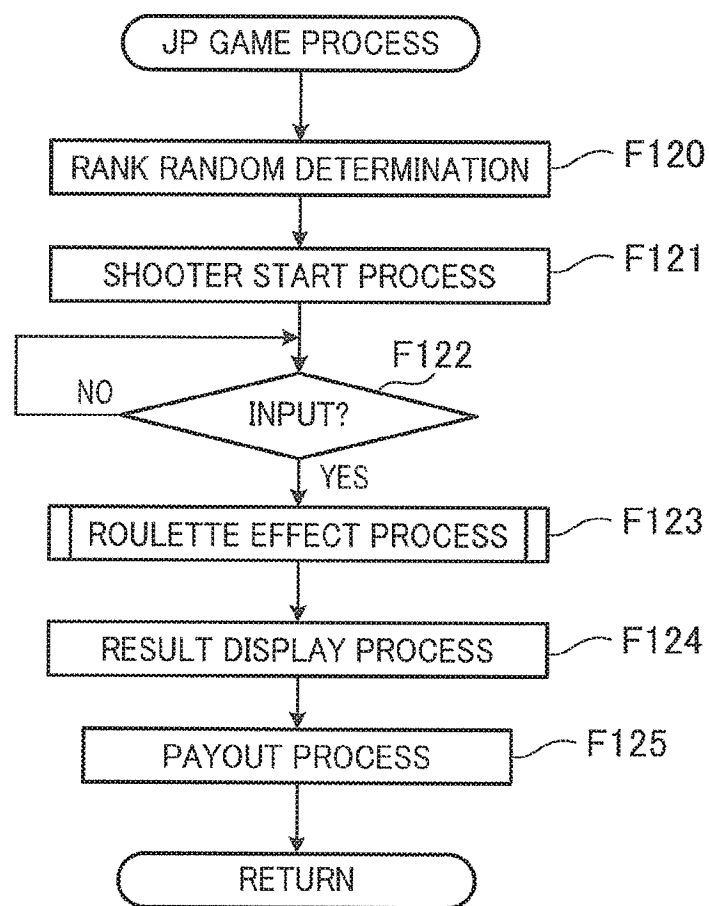 JP GAME PROCESS
RANK RANDOM DETERMINATION
F120
SHOOTER START PROCESS
F121
F122
NO
INPUT?
YES
ROULETTE EFFECT PROCESS
F123
RESULT DISPLAY PROCESS
F124
PAYOUT PROCESS
F125
RETURN